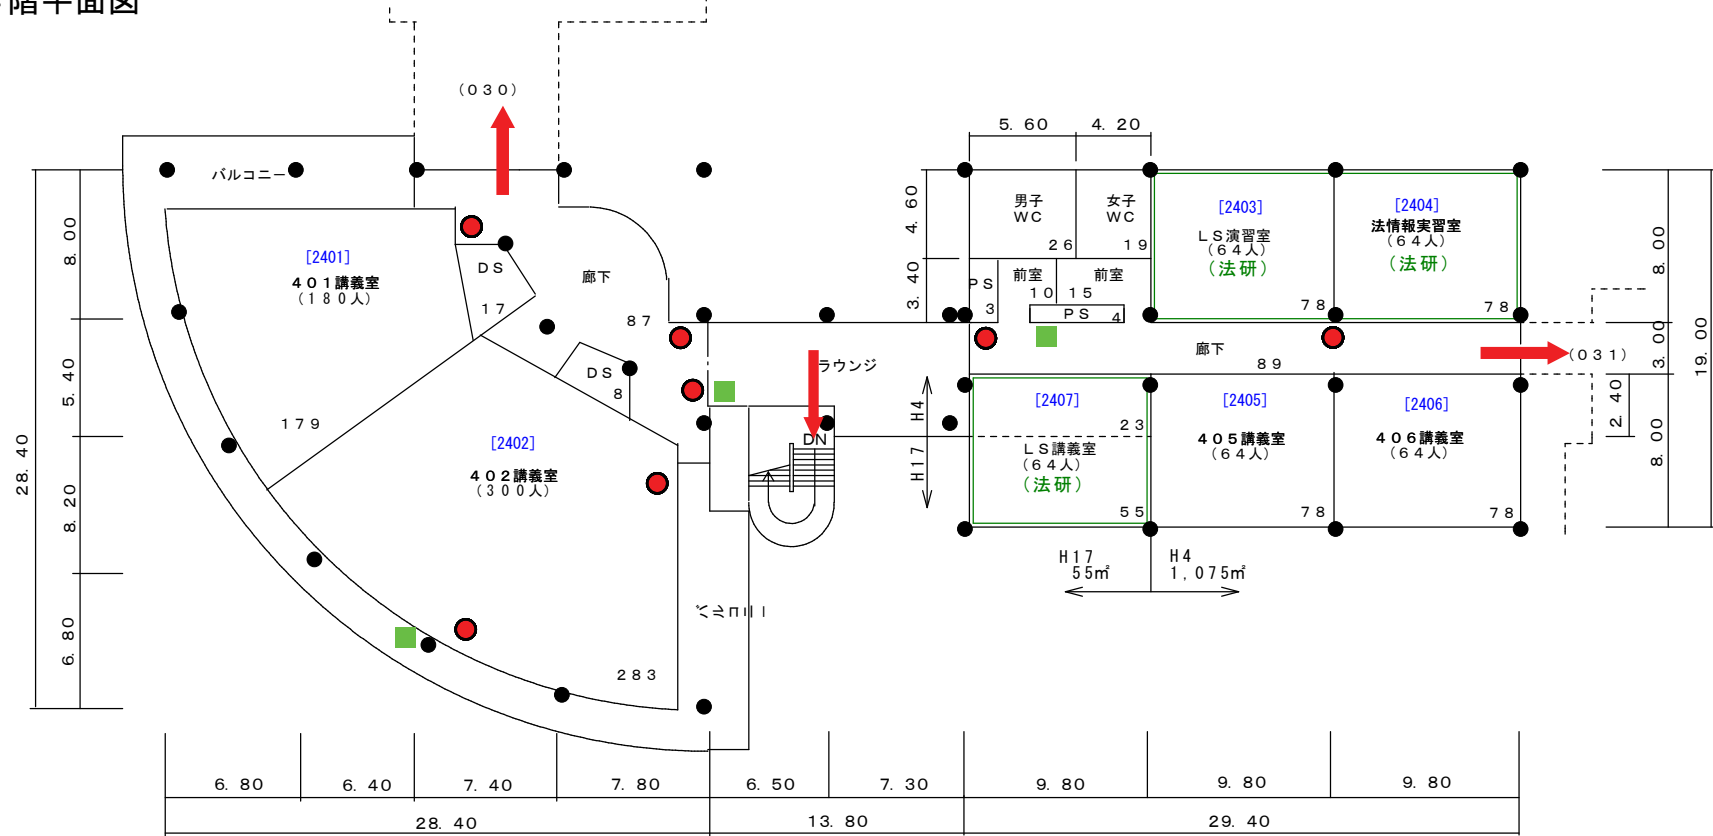 階平面図
(030)
5.60
4.20
バルコニー
男子
WC
26
女子
WC
19
[2403]
LS演習室
(64人)
(法研)
78
[2404]
法情報実習室
(64人)
(法研)
78
4.60
3.40
8.00
8.00
[2401]
401講義室
(180人)
179
DS
17
廊下
87
PS
3
前室
10
前室
15
PS
4
DS
8
ラウンジ
廊下
89
(031)
3.00
19.00
2.40
8.00
5.40
28.40
8.20
6.80
[2402]
402講義室
(300人)
283
DN
H4
H17
[2407]
23
LS講義室
(64人)
(法研)
55
[2405]
405講義室
(64人)
78
[2406]
406講義室
(64人)
78
H17
55㎡
H4
1,075㎡
バルコニー
6.80
6.40
7.40
7.80
6.50
7.30
9.80
9.80
9.80
28.40
13.80
29.40